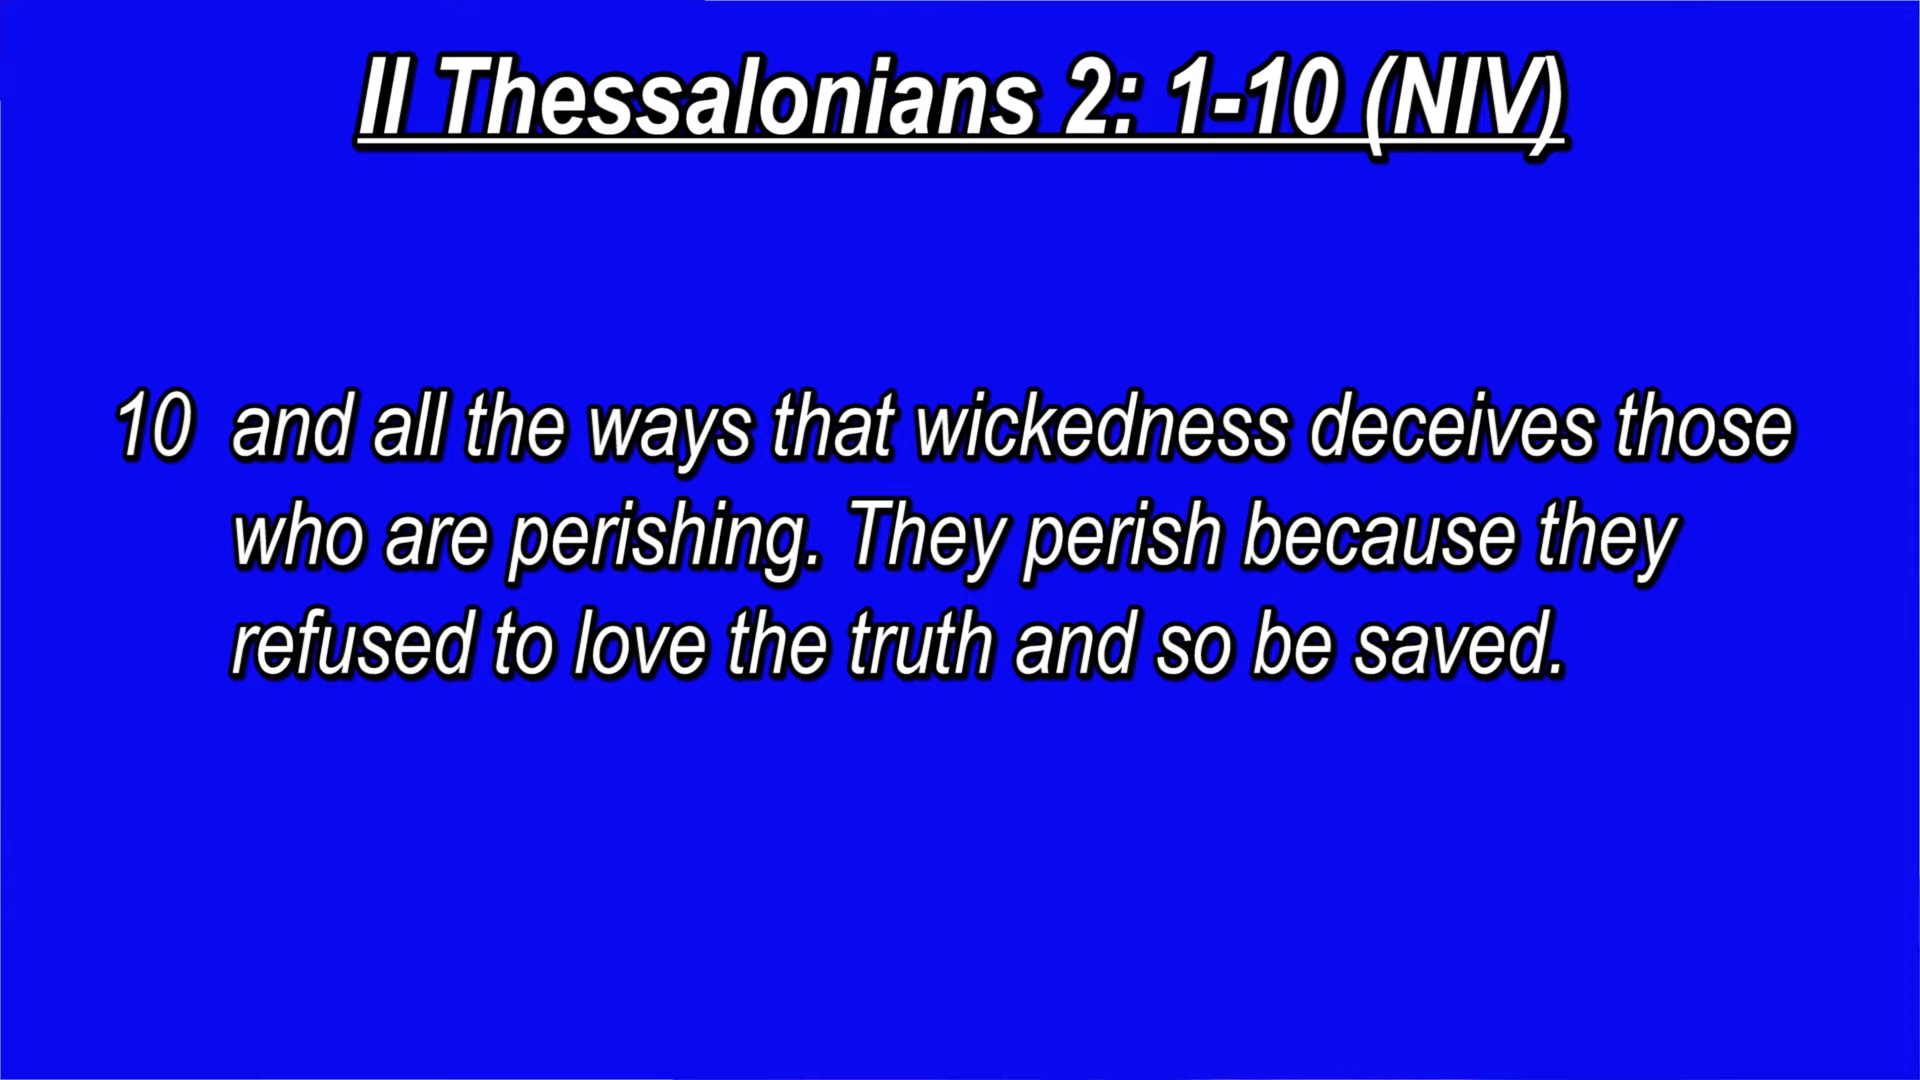 II Thessalonians 2: 1-10 (NIV)
10 and all the ways that wickedness deceives those
who are perishing. They perish because they
refused to love the truth and so be saved.